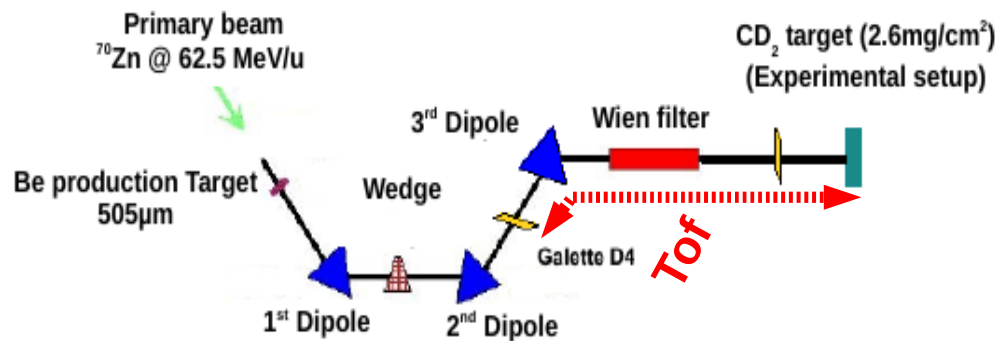 Primary beam
⁷⁰Zn @ 62.5 MeV/u
CD₂ target (2.6mg/cm²)
(Experimental setup)
3ʳᵈ Dipole
Wien filter
Be production Target
505μm
Wedge
Galette D4
Tof
1ˢᵗ Dipole
2ⁿᵈ Dipole